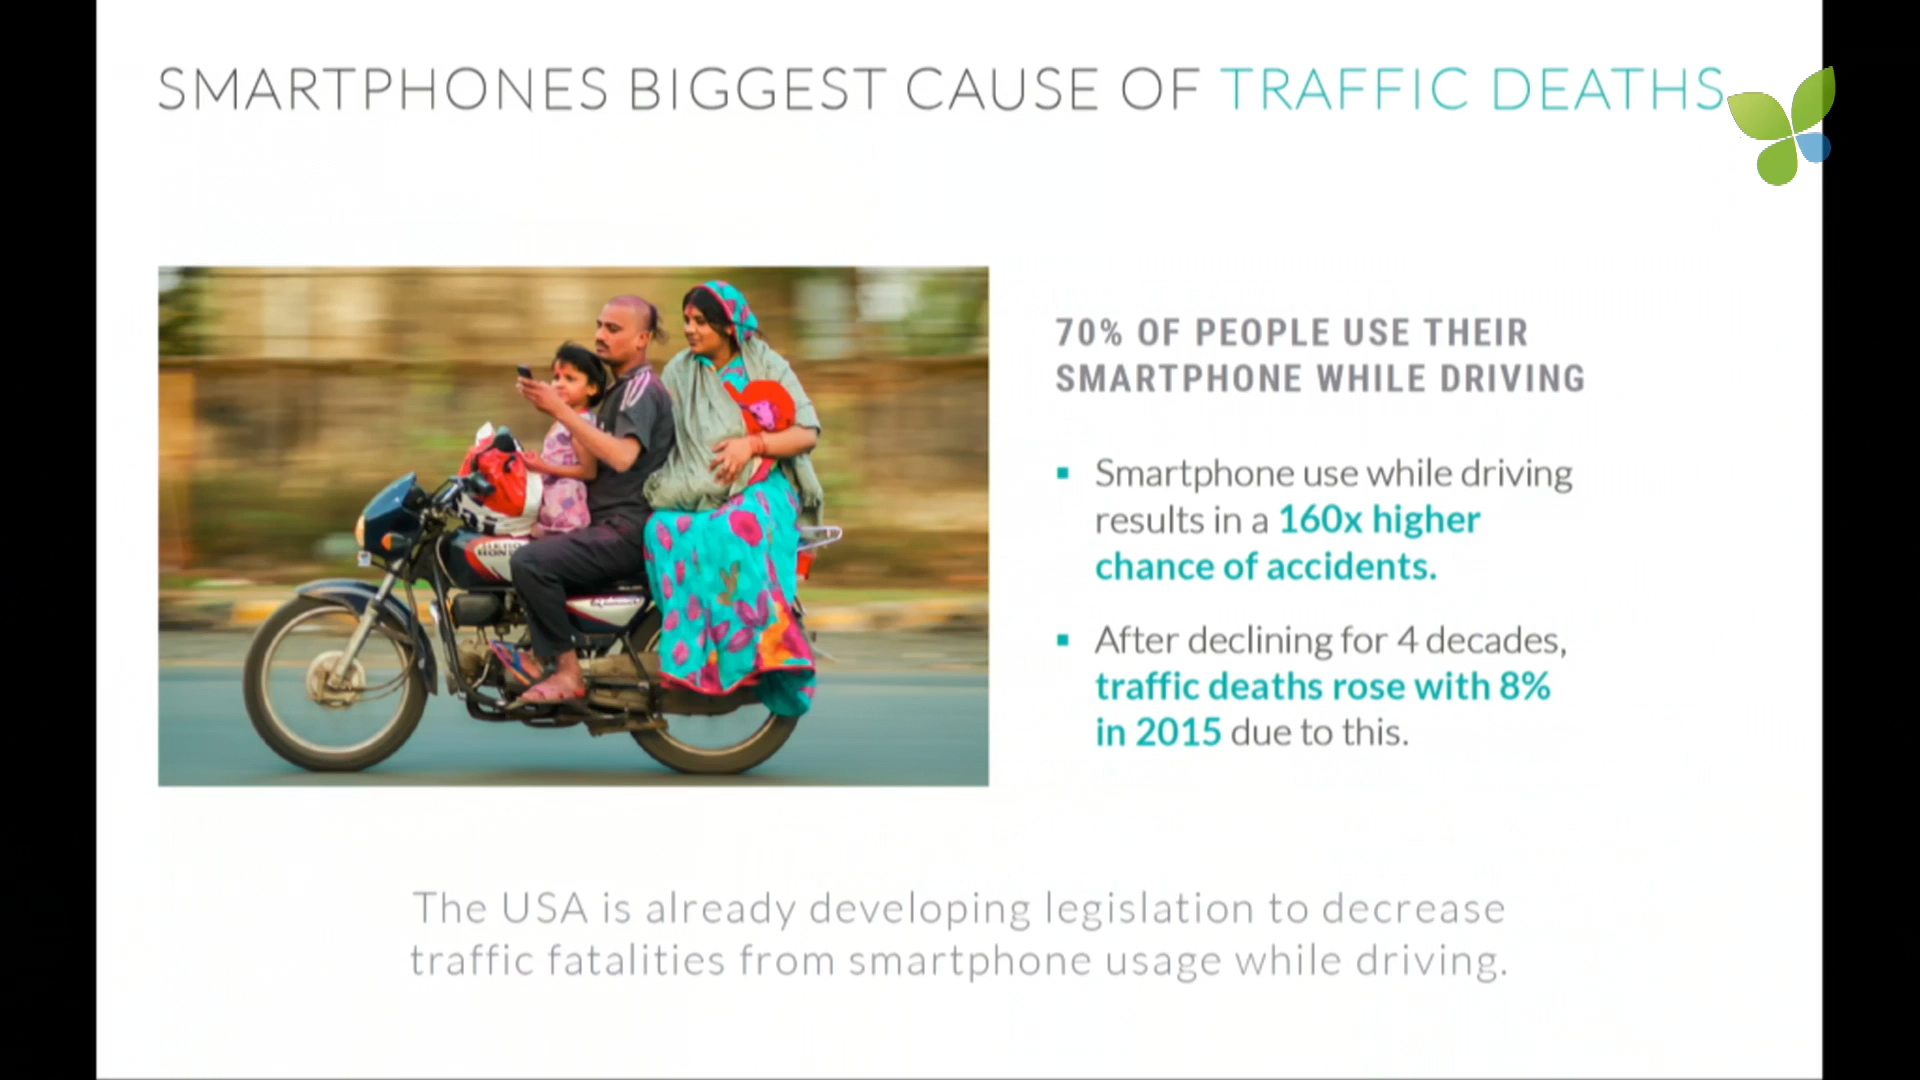 SMARTPHONES BIGGEST CAUSE OF TRAFFIC DEATHS
70% OF PEOPLE USE THEIR
SMARTPHONE WHILE DRIVING
Smartphone use while driving
results in a 160x higher
chance of accidents.
After declining for 4 decades,
traffic deaths rose with 8%
in 2015 due to this.
The USA is already developing legislation to decrease
traffic fatalities from smartphone usage while driving.